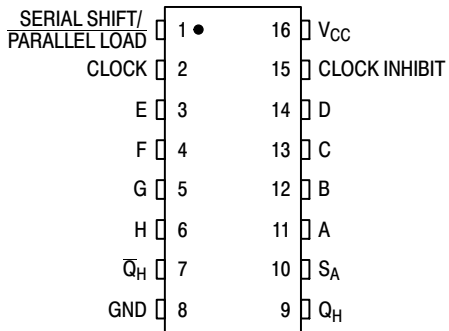 SERIAL SHIFT/
PARALLEL LOAD 1 16 VCC
CLOCK 2 15 CLOCK INHIBIT
E 3 14 D
F 4 13 C
G 5 12 B
H 6 11 A
Q̅H 7 10 SA
GND 8 9 QH